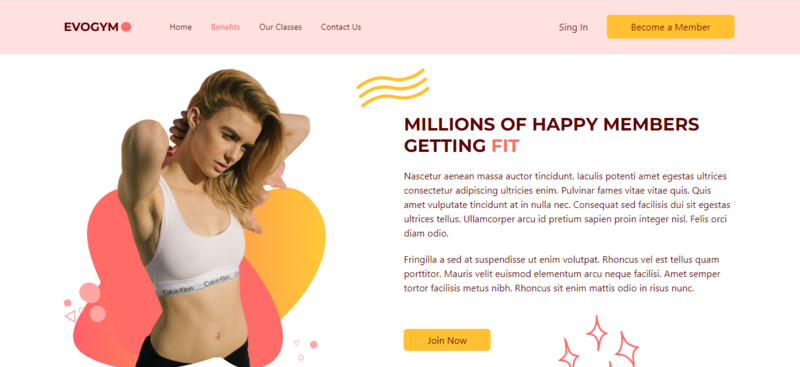 EVOGYM
Home Benefits Our Classes Contact Us
Sing In
Become a Member
MILLIONS OF HAPPY MEMBERS
GETTING FIT
Nascetur aenean massa auctor tincidunt. Iaculis potenti amet egestas ultrices
consectetur adipiscing ultricies enim. Pulvinar fames vitae vitae quis. Quis
amet vulputate tincidunt at in nulla nec. Consequat sed facilisis dui sit egestas
ultrices tellus. Ullamcorper arcu id pretium sapien proin integer nisl. Felis orci
diam odio.
Fringilla a sed at suspendisse ut enim volutpat. Rhoncus vel est tellus quam
porttitor. Mauris velit euismod elementum arcu neque facilisi. Amet semper
tortor facilisis metus nibh. Rhoncus sit enim mattis odio in risus nunc.
Calvin Klein Calvin Klein
Join Now